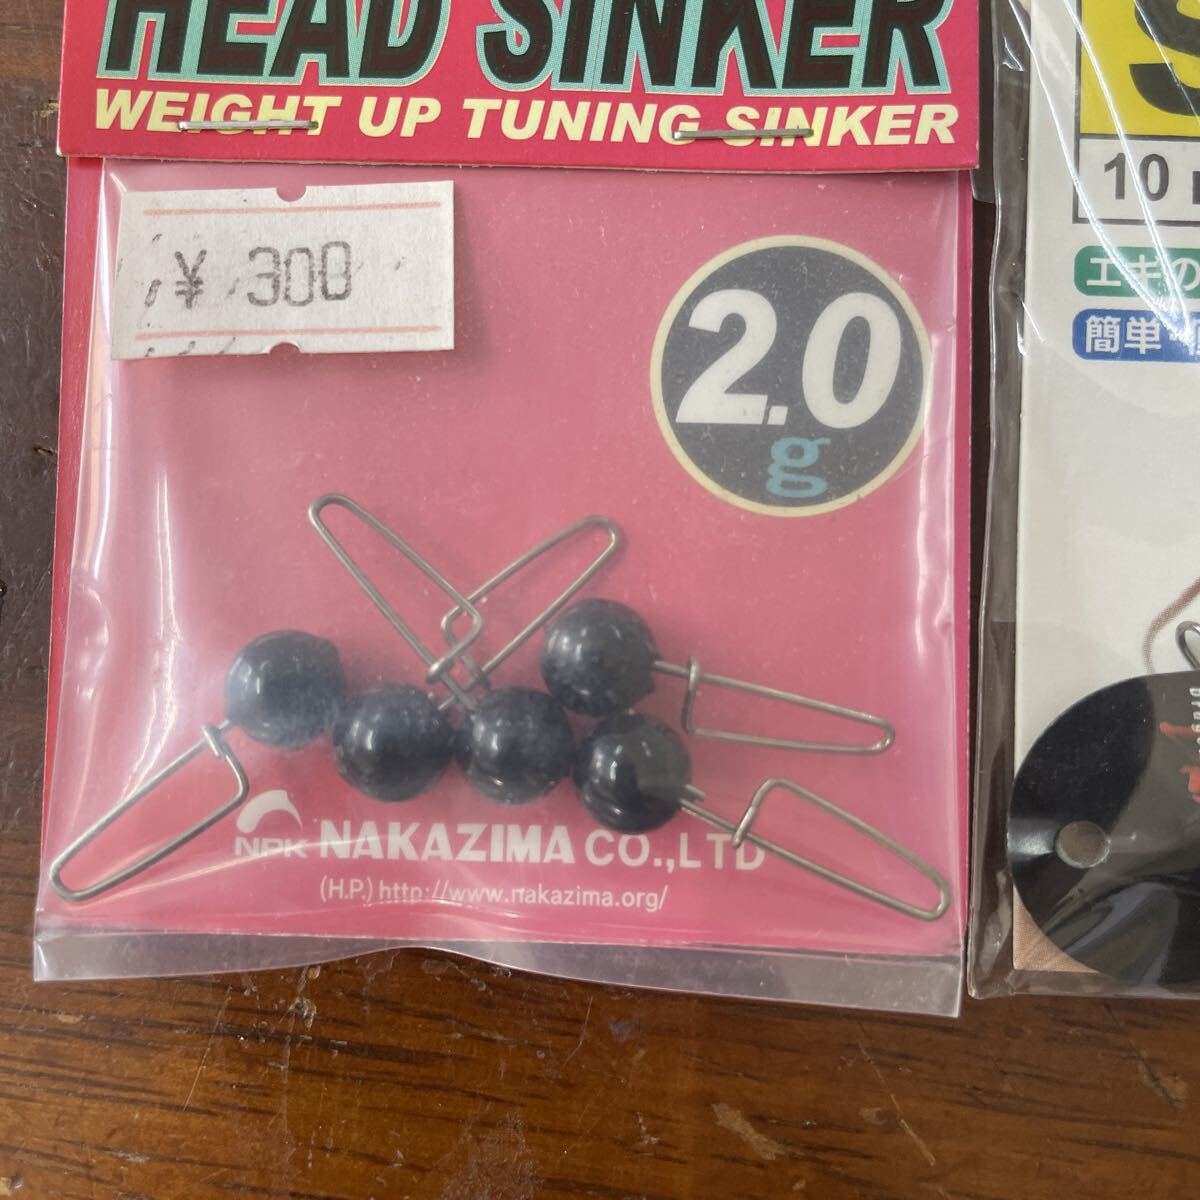 HEAD SINKER
WEIGHT UP TUNING SINKER
¥ 300
2.0
g
NPK NAKAZIMA CO.,LTD
(H.P.) http://www.nakazima.org/
10
エギの
簡単